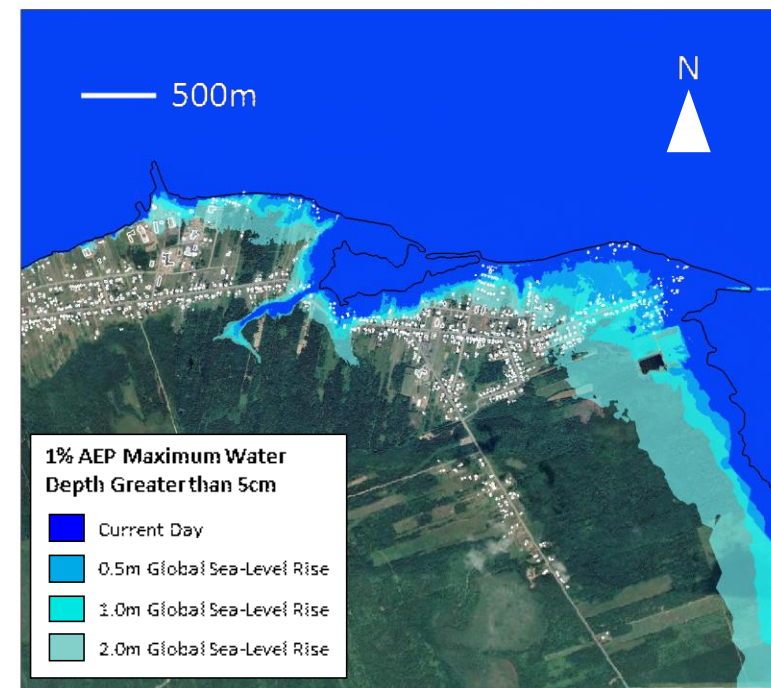 500m
N
1% AEP Maximum Water
Depth Greater than 5cm
Current Day
0.5m Global Sea-Level Rise
1.0m Global Sea-Level Rise
2.0m Global Sea-Level Rise